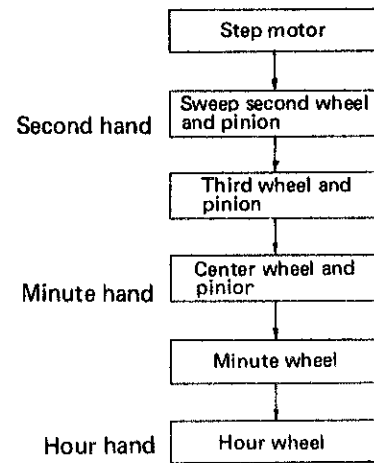 Step motor
Second hand
Sweep second wheel
and pinion
Third wheel and
pinion
Minute hand
Center wheel and
pinior
Minute wheel
Hour hand
Hour wheel